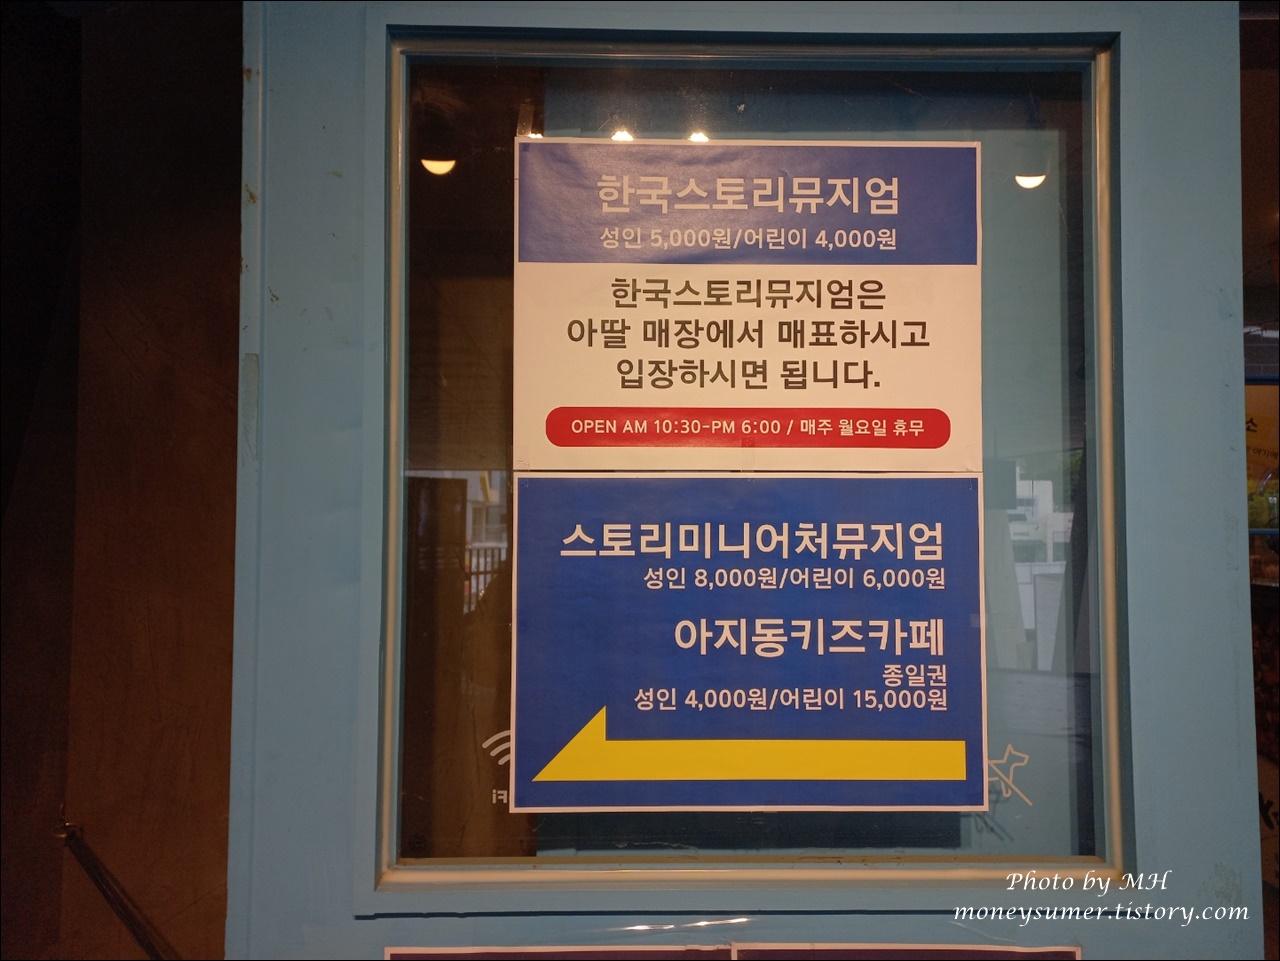 한국스토리뮤지엄
성인 5,000원/어린이 4,000원
한국스토리뮤지엄은
아딸 매장에서 매표하시고
입장하시면 됩니다.
OPEN AM 10:30-PM 6:00 / 매주 월요일 휴무
스토리미니어처뮤지엄
성인 8,000원/어린이 6,000원
아지동키즈카페
종일권
성인 4,000원/어린이 15,000원
Photo by MH
moneysumer.tistory.com